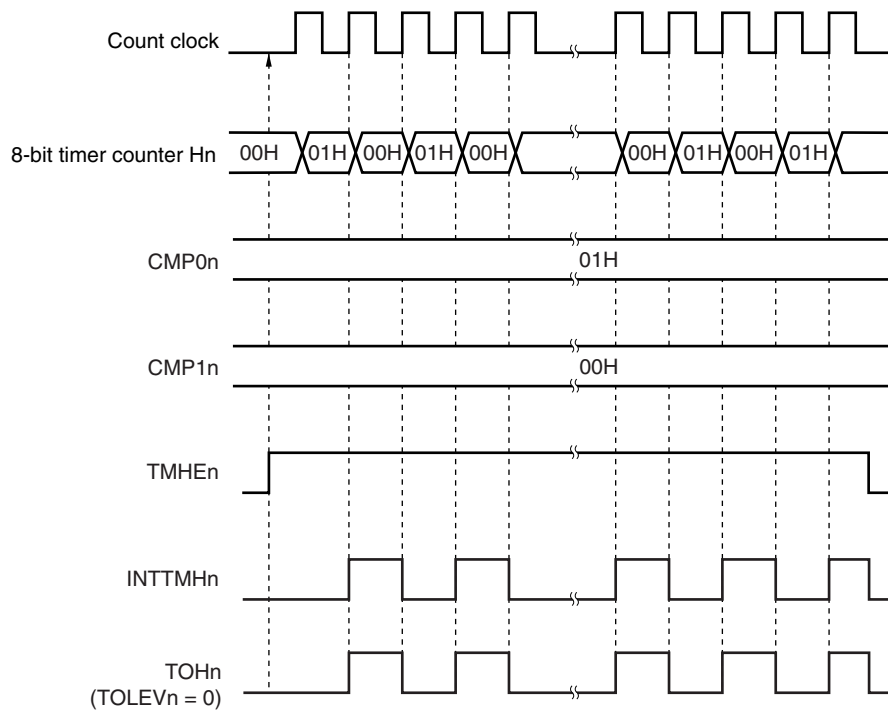 Count clock
8-bit timer counter Hn
00H 01H 00H 01H 00H 00H 01H 00H 01H
CMP0n
01H
CMP1n
00H
TMHEn
INTTMHn
TOHn
(TOLEVn = 0)